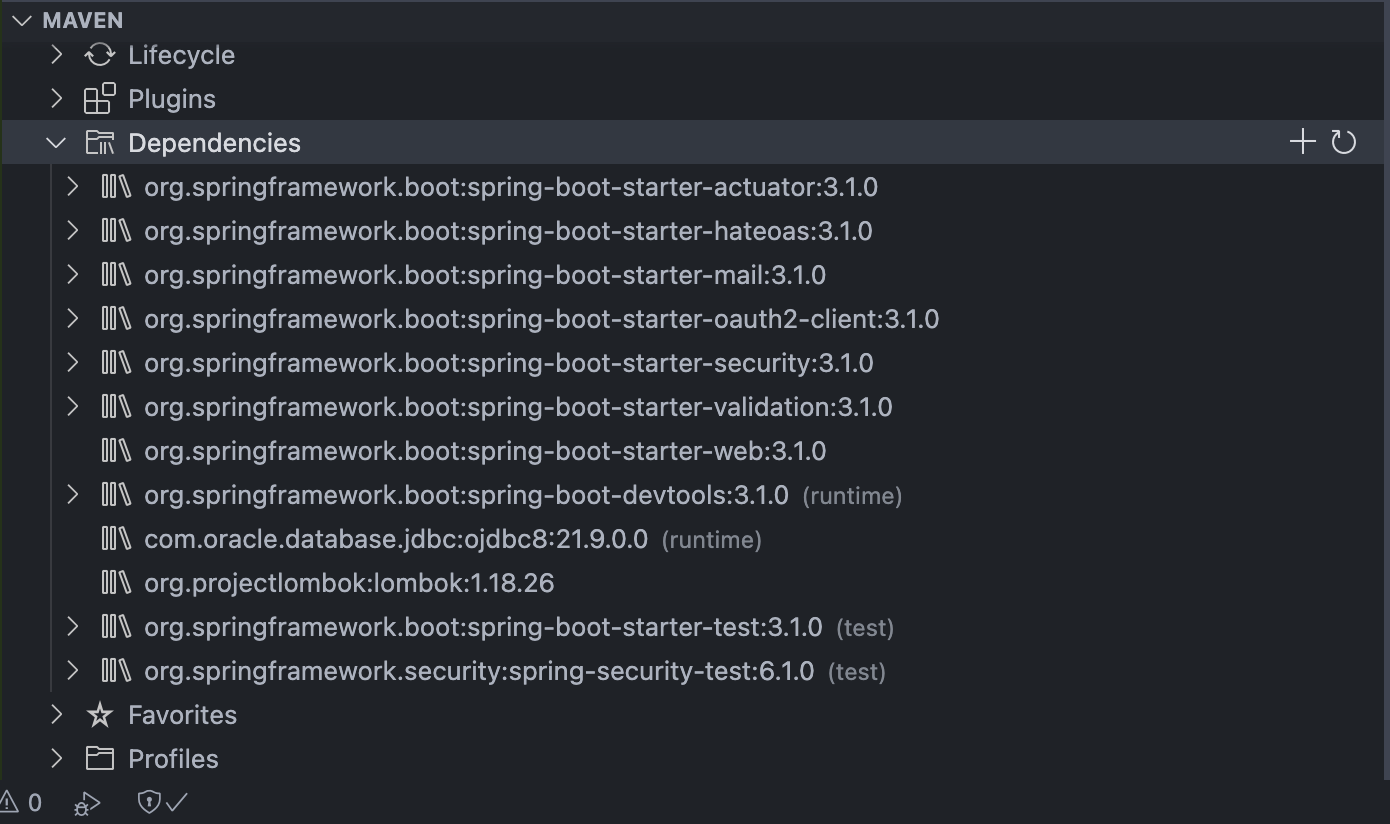 MAVEN
Lifecycle
Plugins
Dependencies
org.springframework.boot:spring-boot-starter-actuator:3.1.0
org.springframework.boot:spring-boot-starter-hateoas:3.1.0
org.springframework.boot:spring-boot-starter-mail:3.1.0
org.springframework.boot:spring-boot-starter-oauth2-client:3.1.0
org.springframework.boot:spring-boot-starter-security:3.1.0
org.springframework.boot:spring-boot-starter-validation:3.1.0
org.springframework.boot:spring-boot-starter-web:3.1.0
org.springframework.boot:spring-boot-devtools:3.1.0 (runtime)
com.oracle.database.jdbc:ojdbc8:21.9.0.0 (runtime)
org.projectlombok:lombok:1.18.26
org.springframework.boot:spring-boot-starter-test:3.1.0 (test)
org.springframework.security:spring-security-test:6.1.0 (test)
Favorites
Profiles
0